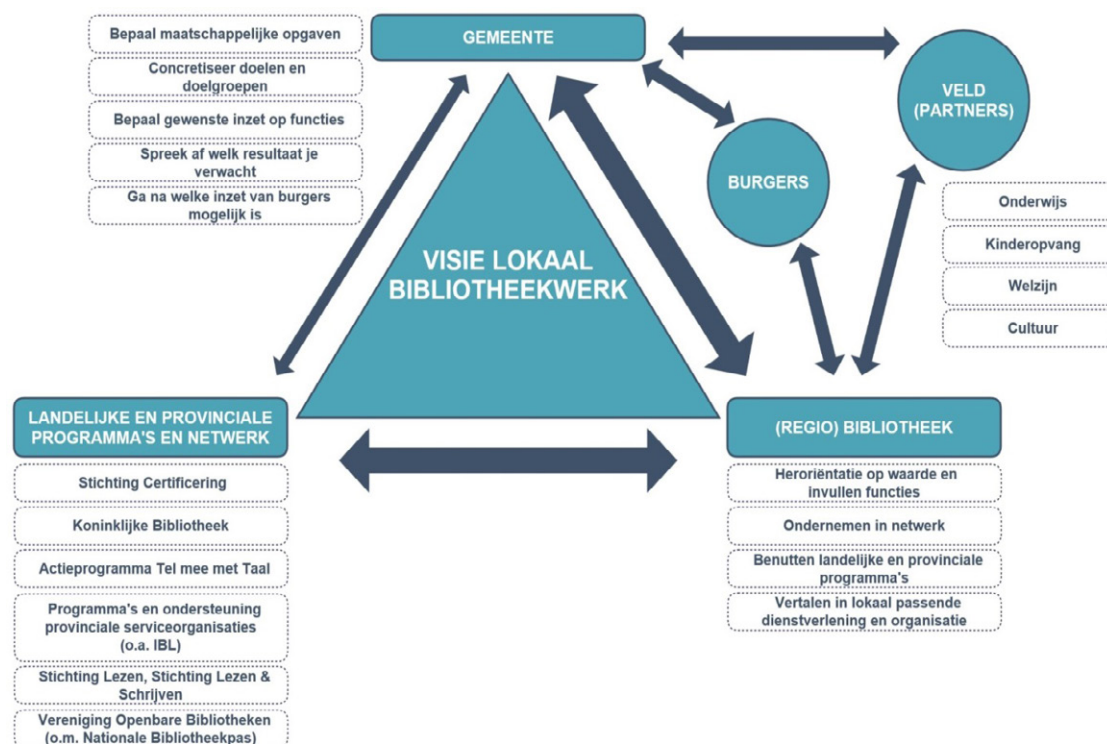 Bepaal maatschappelijke opgaven
Concretiseer doelen en
doelgroepen
Bepaal gewenste inzet op functies
Spreek af welk resultaat je
verwacht
Ga na welke inzet van burgers
mogelijk is
GEMEENTE
VELD
(PARTNERS)
BURGERS
Onderwijs
Kinderopvang
Welzijn
Cultuur
VISIE LOKAAL
BIBLIOTHEEKWERK
LANDELIJKE EN PROVINCIALE
PROGRAMMA'S EN NETWERK
Stichting Certificering
Koninklijke Bibliotheek
Actieprogramma Tel mee met Taal
Programma's en ondersteuning
provinciale serviceorganisaties
(o.a. IBL)
Stichting Lezen, Stichting Lezen &
Schrijven
Vereniging Openbare Bibliotheken
(o.m. Nationale Bibliotheekpas)
(REGIO) BIBLIOTHEEK
Heroriëntatie op waarde en
invullen functies
Ondernemen in netwerk
Benutten landelijke en provinciale
programma's
Vertalen in lokaal passende
dienstverlening en organisatie